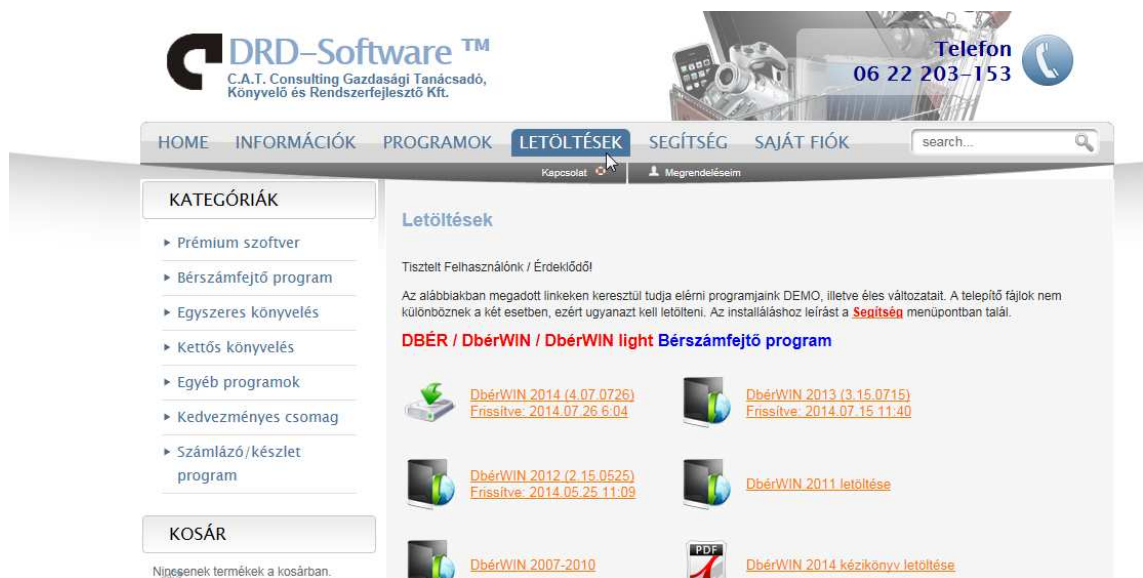 DRD-Software ™
C.A.T. Consulting Gazdasági Tanácsadó,
Könyvelő és Rendszerfejlesztő Kft.
Telefon
06 22 203-153
HOME INFORMÁCIÓK PROGRAMOK LETÖLTÉSEK SEGÍTSÉG SAJÁT FIÓK search...
Kapcsolat Megrendeléseim
KATEGÓRIÁK
Prémium szoftver
Bérszámfejtő program
Egyszeres könyvelés
Kettős könyvelés
Egyéb programok
Kedvezményes csomag
Számlázó/készlet
program
KOSÁR
Nincsenek termékek a kosárban.
Letöltések
Tisztelt Felhasználónk / Érdeklődő!
Az alábbiakban megadott linkeken keresztül tudja elérni programjaink DEMO, illetve éles változatait. A telepítő fájlok nem
különböznek a két esetben, ezért ugyanazt kell letölteni. Az installáláshoz leírást a Segítség menüpontban talál.
DBÉR / DbérWIN / DbérWIN light Bérszámfejtő program
DbérWIN 2014 (4.07.0726)
Frissítve: 2014.07.26 6:04
DbérWIN 2013 (3.15.0715)
Frissítve: 2014.07.15 11:40
DbérWIN 2012 (2.15.0525)
Frissítve: 2014.05.25 11:09
DbérWIN 2011 letöltése
DbérWIN 2007-2010
PDF
DbérWIN 2014 kézikönyv letöltése